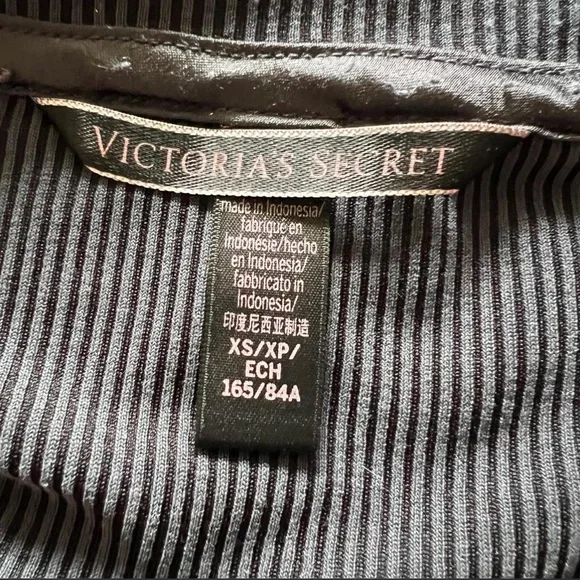 VICTORIA'S SECRET
made in Indonesia/
fabriqué en
Indonésie/hecho
en Indonesia/
fabbricato in
Indonesia/
印度尼西亚制造
XS/XP/
ECH
165/84A